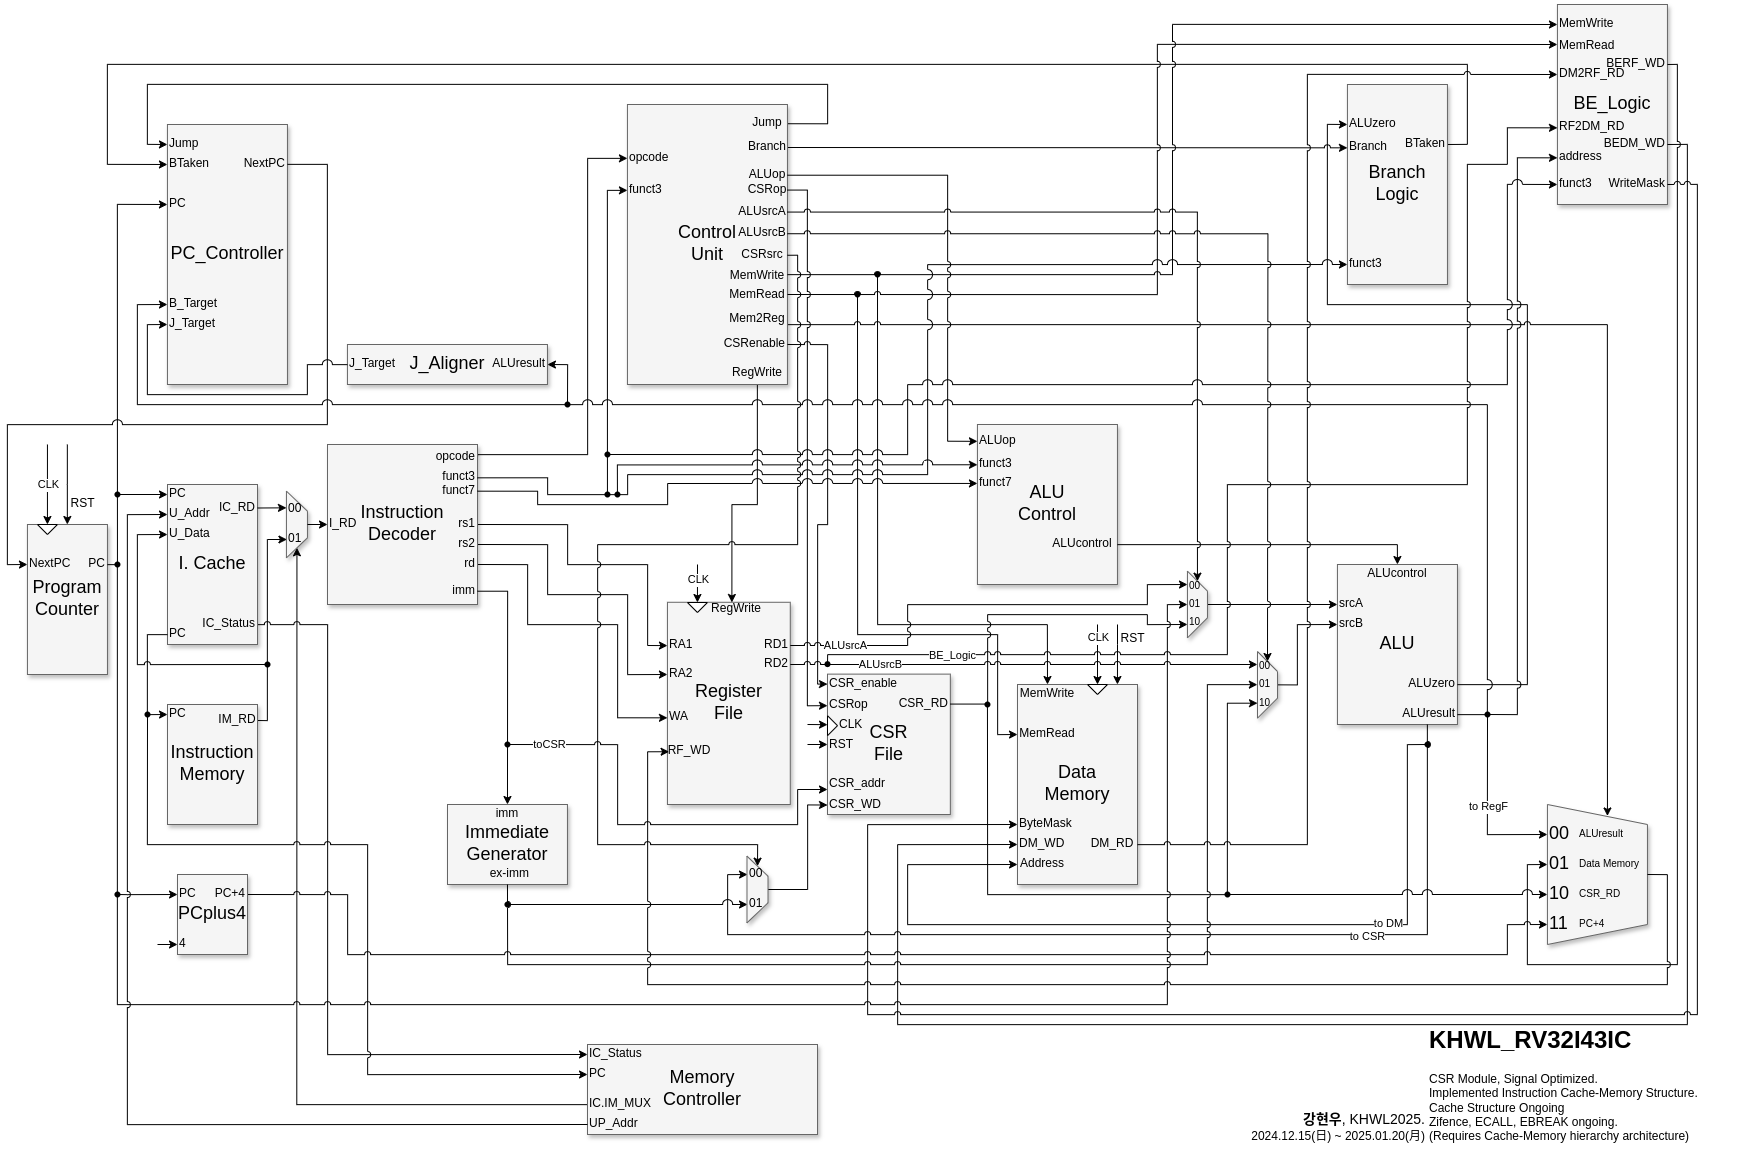 MemWrite
MemRead
BERF_WD
DM2RF_RD
BE_Logic
RF2DM_RD
BEDM_WD
address
funct3
WriteMask
Jump
BTaken
NextPC
PC
PC_Controller
B_Target
J_Target
J_Target
J_Aligner
ALUresult
opcode
funct3
Control
Unit
Jump
Branch
ALUop
CSRop
ALUsrcA
ALUsrcB
CSRsrc
MemWrite
MemRead
Mem2Reg
CSRenable
RegWrite
ALUzero
Branch
BTaken
Branch
Logic
funct3
CLK
RST
NextPC
PC
Program
Counter
PC
U_Addr
U_Data
IC_RD
I. Cache
IC_Status
PC
00
01
I_RD
Instruction
Decoder
opcode
funct3
funct7
rs1
rs2
rd
imm
PC
IM_RD
Instruction
Memory
ALUop
funct3
funct7
ALU
Control
ALUcontrol
CLK
RegWrite
RA1
RA2
WA
RF_WD
RD1
RD2
Register
File
ALUsrcA
ALUsrcB
BE_Logic
toCSR
CSR_enable
CSRop
CLK
RST
CSR_RD
CSR
File
CSR_addr
CSR_WD
CLK
RST
MemWrite
MemRead
Data
Memory
ByteMask
DM_WD
Address
DM_RD
00
01
10
00
01
10
ALUcontrol
srcA
srcB
ALU
ALUzero
ALUresult
imm
Immediate
Generator
ex-imm
00
01
to RegF
00 ALUresult
01 Data Memory
10 CSR_RD
11 PC+4
to DM
to CSR
PC
PC+4
PCplus4
4
IC_Status
PC
IC.IM_MUX
UP_Addr
Memory
Controller
KHWL_RV32I43IC
CSR Module, Signal Optimized.
Implemented Instruction Cache-Memory Structure.
Cache Structure Ongoing
강현우, KHWL2025. Zifence, ECALL, EBREAK ongoing.
2024.12.15(日) ~ 2025.01.20(月) (Requires Cache-Memory hierarchy architecture)